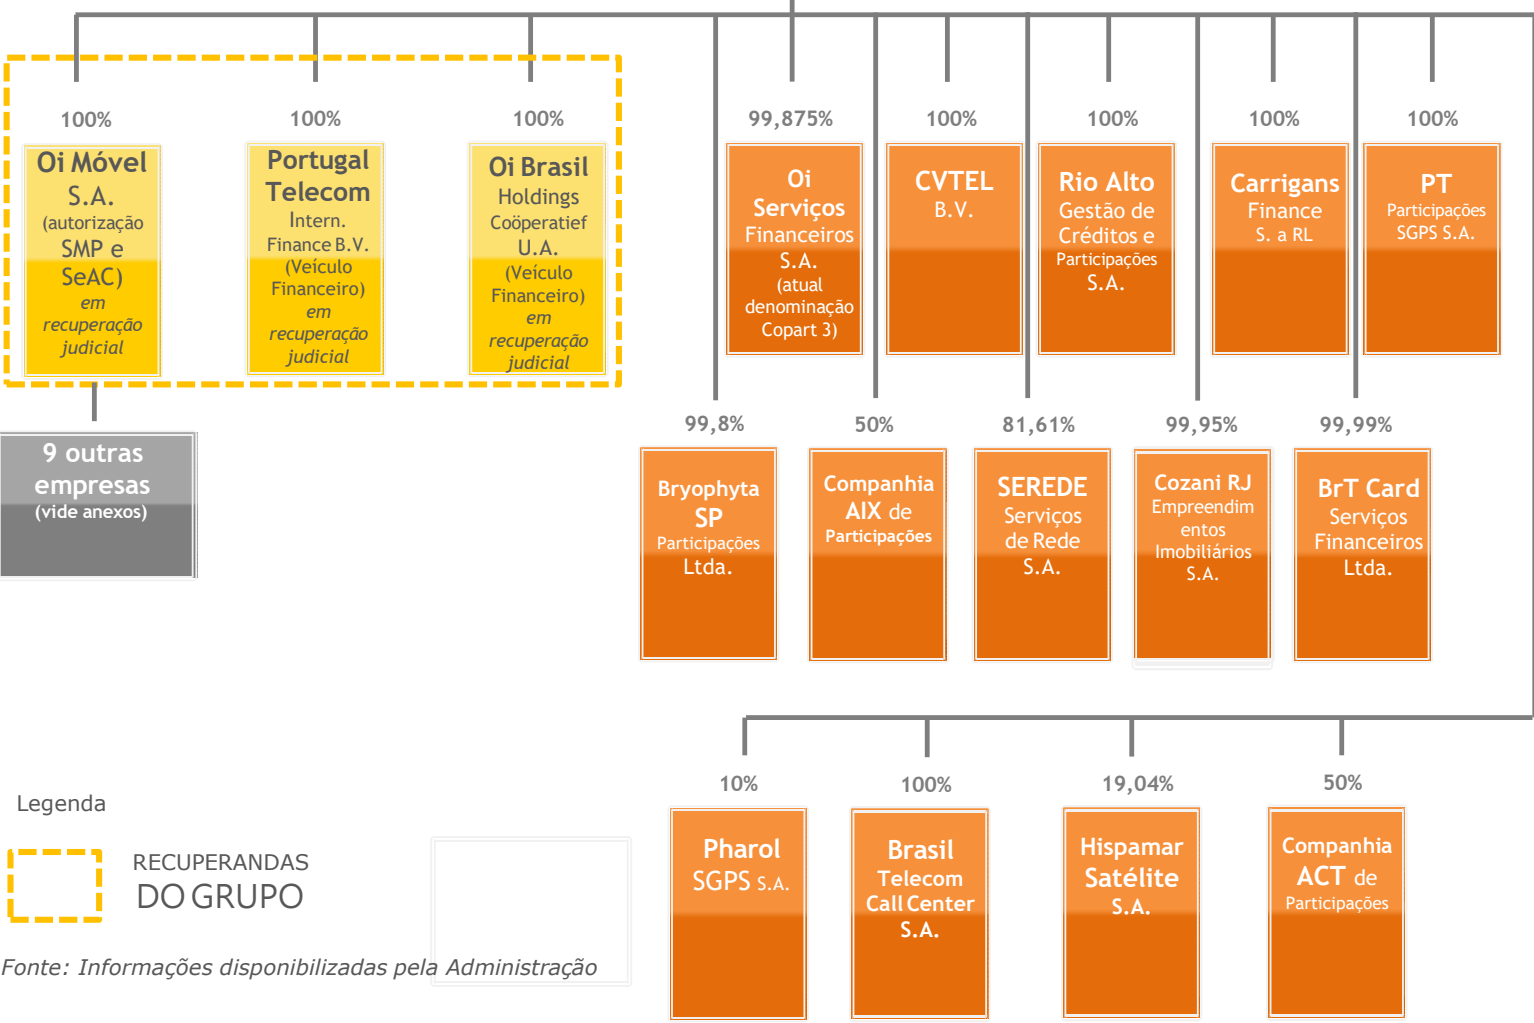 100%
Oi Móvel
S.A.
(autorização
SMP e
SeAC)
em
recuperação
judicial
100%
Portugal
Telecom
Intern.
Finance B.V.
(Veículo
Financeiro)
em
recuperação
judicial
100%
Oi Brasil
Holdings
Coöperatief
U.A.
(Veículo
Financeiro)
em
recuperação
judicial
99,875%
Oi
Serviços
Financeiros
S.A.
(atual
denominação
Copart 3)
100%
CVTEL
B.V.
100%
Rio Alto
Gestão de
Créditos e
Participações
S.A.
100%
Carrigans
Finance
S. a RL
100%
PT
Participações
SGPS S.A.
9 outras
empresas
(vide anexos)
99,8%
Bryophyta
SP
Participações
Ltda.
50%
Companhia
AIX de
Participações
81,61%
SEREDE
Serviços
de Rede
S.A.
99,95%
Cozani RJ
Empreendim
entos
Imobiliários
S.A.
99,99%
BrT Card
Serviços
Financeiros
Ltda.
10%
Pharol
SGPS S.A.
100%
Brasil
Telecom
Call Center
S.A.
19,04%
Hispamar
Satélite
S.A.
50%
Companhia
ACT de
Participações
Legenda
RECUPERANDAS
DO GRUPO
Fonte: Informações disponibilizadas pela Administração